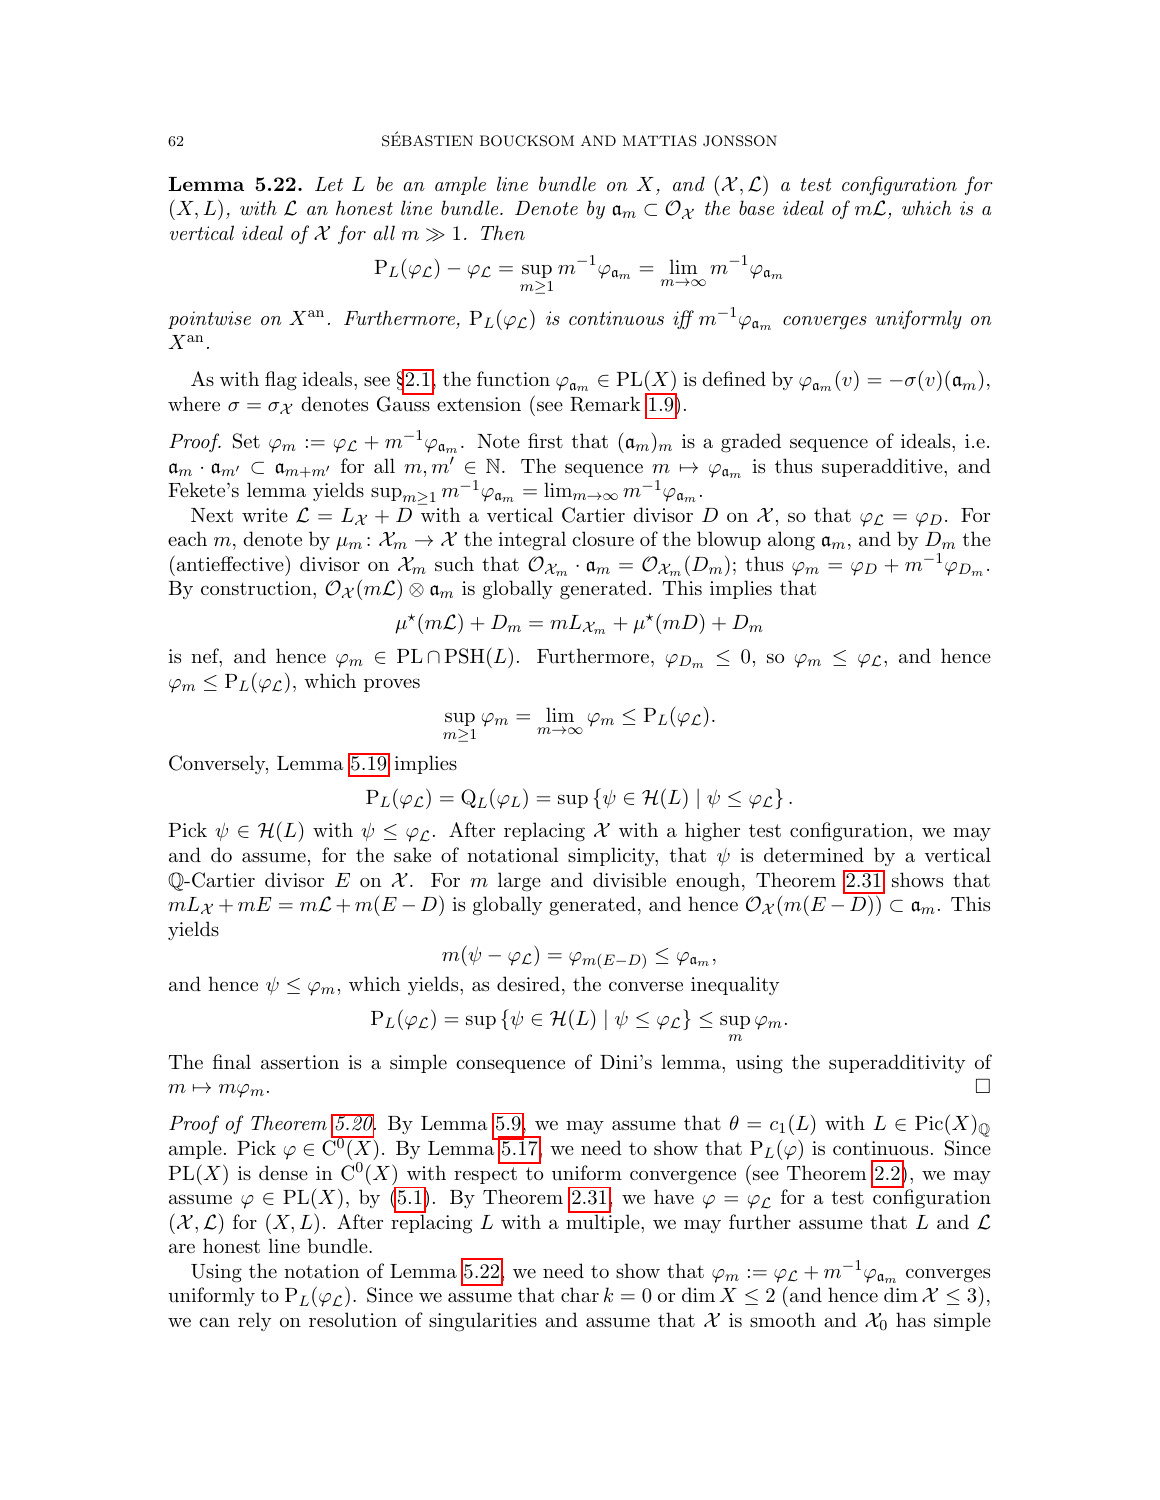 62 SÉBASTIEN BOUCKSOM AND MATTIAS JONSSON
Lemma 5.22. Let L be an ample line bundle on X, and (𝒳, ℒ) a test configuration for
(X, L), with ℒ an honest line bundle. Denote by 𝔞_m ⊂ 𝒪_𝒳 the base ideal of mℒ, which is a
vertical ideal of 𝒳 for all m ≫ 1. Then
P_L(φ_ℒ) − φ_ℒ = sup_{m≥1} m^{−1}φ_{𝔞_m} = lim_{m→∞} m^{−1}φ_{𝔞_m}
pointwise on X^{an}. Furthermore, P_L(φ_ℒ) is continuous iff m^{−1}φ_{𝔞_m} converges uniformly on
X^{an}.
As with flag ideals, see §2.1, the function φ_{𝔞_m} ∈ PL(X) is defined by φ_{𝔞_m}(v) = −σ(v)(𝔞_m),
where σ = σ_𝒳 denotes Gauss extension (see Remark 1.9).
Proof. Set φ_m := φ_ℒ + m^{−1}φ_{𝔞_m}. Note first that (𝔞_m)_m is a graded sequence of ideals, i.e.
𝔞_m · 𝔞_{m′} ⊂ 𝔞_{m+m′} for all m, m′ ∈ ℕ. The sequence m ↦ φ_{𝔞_m} is thus superadditive, and
Fekete's lemma yields sup_{m≥1} m^{−1}φ_{𝔞_m} = lim_{m→∞} m^{−1}φ_{𝔞_m}.
Next write ℒ = L_𝒳 + D with a vertical Cartier divisor D on 𝒳, so that φ_ℒ = φ_D. For
each m, denote by μ_m: 𝒳_m → 𝒳 the integral closure of the blowup along 𝔞_m, and by D_m the
(antieffective) divisor on 𝒳_m such that 𝒪_{𝒳_m} · 𝔞_m = 𝒪_{𝒳_m}(D_m); thus φ_m = φ_D + m^{−1}φ_{D_m}.
By construction, 𝒪_𝒳(mℒ) ⊗ 𝔞_m is globally generated. This implies that
μ^⋆(mℒ) + D_m = mL_{𝒳_m} + μ^⋆(mD) + D_m
is nef, and hence φ_m ∈ PL ∩ PSH(L). Furthermore, φ_{D_m} ≤ 0, so φ_m ≤ φ_ℒ, and hence
φ_m ≤ P_L(φ_ℒ), which proves
sup_{m≥1} φ_m = lim_{m→∞} φ_m ≤ P_L(φ_ℒ).
Conversely, Lemma 5.19 implies
P_L(φ_ℒ) = Q_L(φ_L) = sup {ψ ∈ ℋ(L) | ψ ≤ φ_ℒ} .
Pick ψ ∈ ℋ(L) with ψ ≤ φ_ℒ. After replacing 𝒳 with a higher test configuration, we may
and do assume, for the sake of notational simplicity, that ψ is determined by a vertical
ℚ-Cartier divisor E on 𝒳. For m large and divisible enough, Theorem 2.31 shows that
mL_𝒳 + mE = mℒ + m(E − D) is globally generated, and hence 𝒪_𝒳(m(E − D)) ⊂ 𝔞_m. This
yields
m(ψ − φ_ℒ) = φ_{m(E−D)} ≤ φ_{𝔞_m},
and hence ψ ≤ φ_m, which yields, as desired, the converse inequality
P_L(φ_ℒ) = sup {ψ ∈ ℋ(L) | ψ ≤ φ_ℒ} ≤ sup_m φ_m.
The final assertion is a simple consequence of Dini's lemma, using the superadditivity of
m ↦ mφ_m. □
Proof of Theorem 5.20. By Lemma 5.9, we may assume that θ = c_1(L) with L ∈ Pic(X)_ℚ
ample. Pick φ ∈ C^0(X). By Lemma 5.17, we need to show that P_L(φ) is continuous. Since
PL(X) is dense in C^0(X) with respect to uniform convergence (see Theorem 2.2), we may
assume φ ∈ PL(X), by (5.1). By Theorem 2.31, we have φ = φ_ℒ for a test configuration
(𝒳, ℒ) for (X, L). After replacing L with a multiple, we may further assume that L and ℒ
are honest line bundle.
Using the notation of Lemma 5.22, we need to show that φ_m := φ_ℒ + m^{−1}φ_{𝔞_m} converges
uniformly to P_L(φ_ℒ). Since we assume that char k = 0 or dim X ≤ 2 (and hence dim 𝒳 ≤ 3),
we can rely on resolution of singularities and assume that 𝒳 is smooth and 𝒳_0 has simple